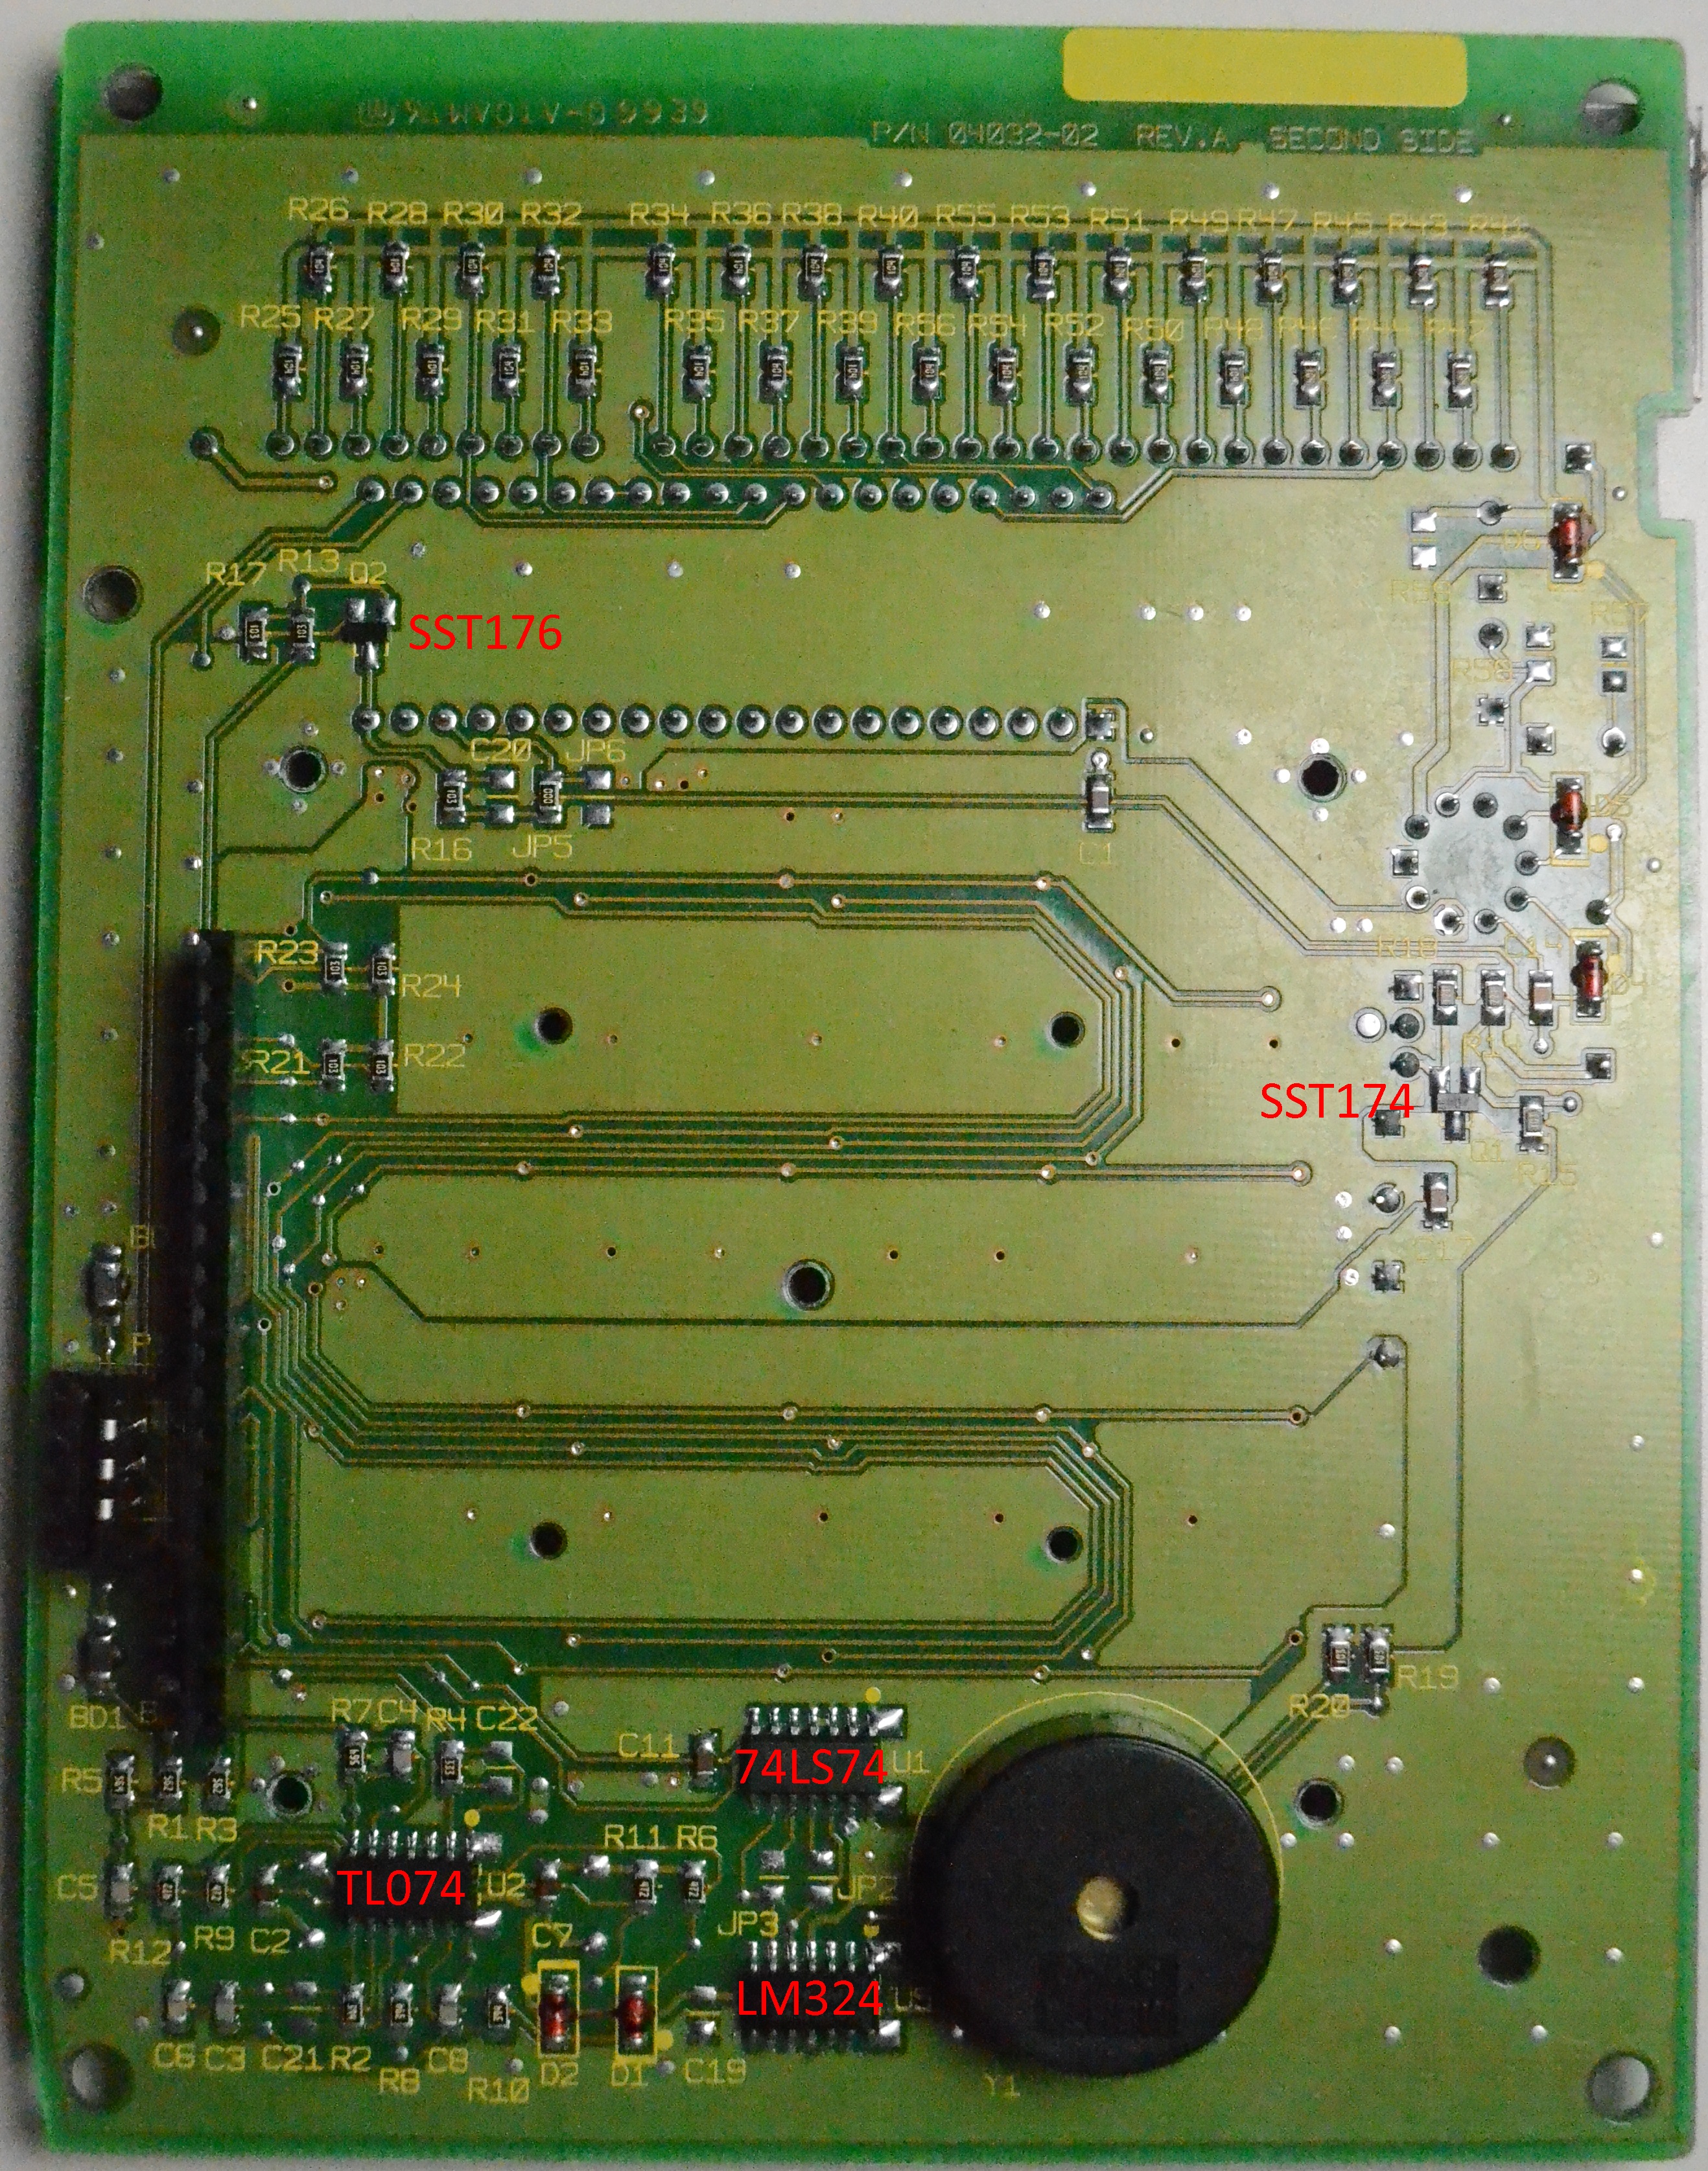 P/N 04032-02 REV.A SECOND SIDE
R26 R28 R30 R32 R34 R36 R38 R40 R55 R53 R51 R49 R47 R45 R43 R41
R25 R27 R29 R31 R33 R35 R37 R39 R56 R54 R52 R50 R48
R17 R13 Q2
SST176
C20 JP6
R16 JP5 C1
R23
R24
R21 R22
SST174
Q1
R15
R19
R20
BD1
R7 C4 R4 C22
C11
74LS74
U1
R5
R1 R3
R11 R6
TL074
U2
C5
JP2
JP3
R12 R9 C2
C7
LM324
C6 C3 C21 R2 C8
R8 R10
D2 D1 C19
Y1